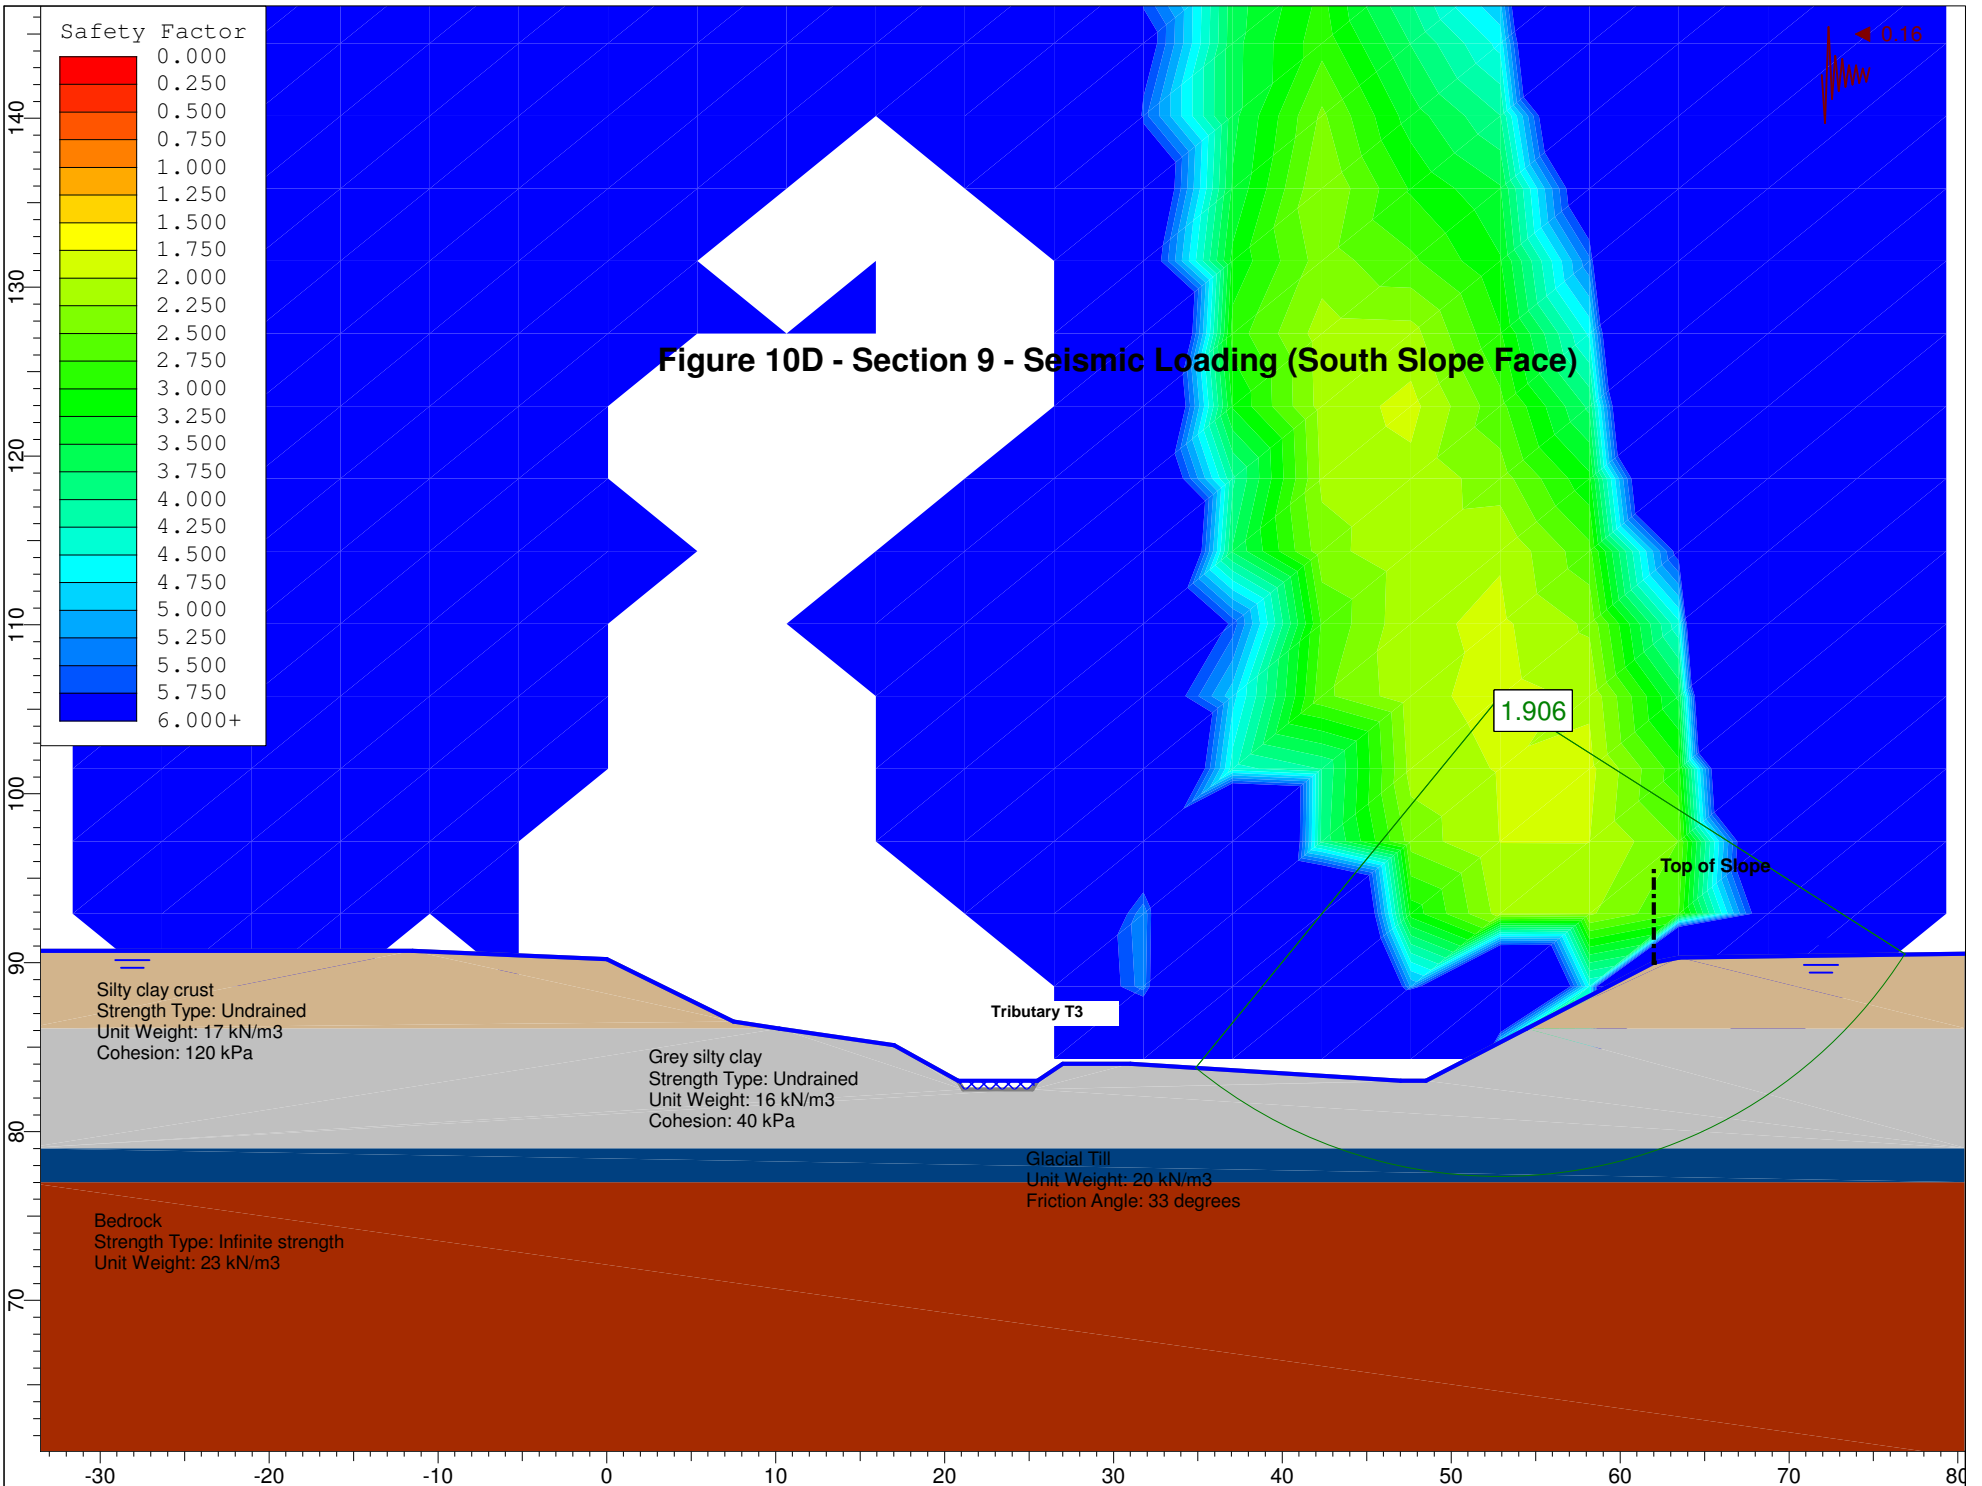 Safety Factor
0.000
0.250
0.500
0.750
1.000
1.250
1.500
1.750
2.000
2.250
2.500
2.750
3.000
3.250
3.500
3.750
4.000
4.250
4.500
4.750
5.000
5.250
5.500
5.750
6.000+
0.16
Figure 10D - Section 9 - Seismic Loading (South Slope Face)
1.906
Top of Slope
Silty clay crust
Strength Type: Undrained
Unit Weight: 17 kN/m3
Cohesion: 120 kPa
Tributary T3
Grey silty clay
Strength Type: Undrained
Unit Weight: 16 kN/m3
Cohesion: 40 kPa
Glacial Till
Unit Weight: 20 kN/m3
Friction Angle: 33 degrees
Bedrock
Strength Type: Infinite strength
Unit Weight: 23 kN/m3
140
130
120
110
100
90
80
70
-30 -20 -10 0 10 20 30 40 50 60 70 80